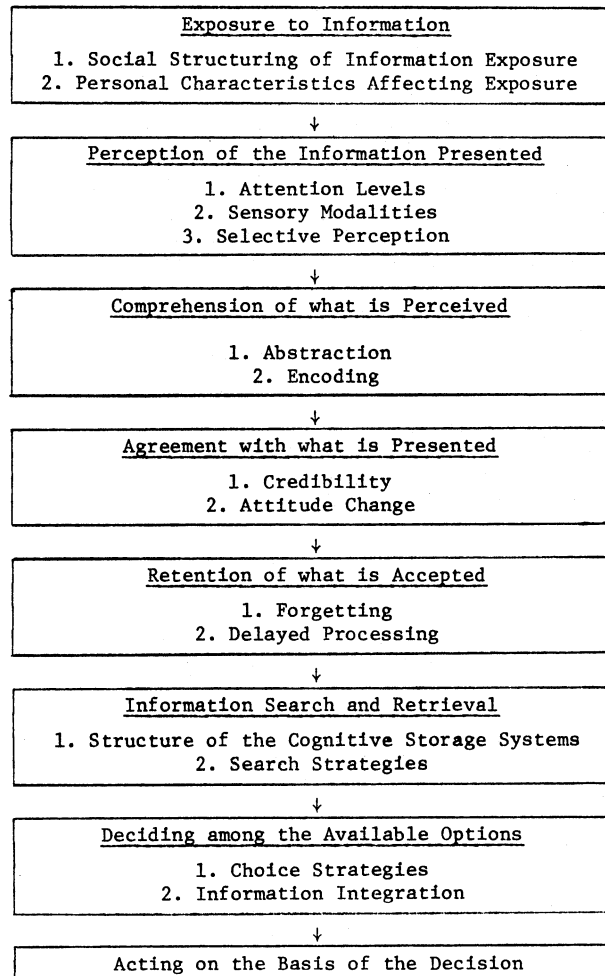 Exposure to Information
1. Social Structuring of Information Exposure
2. Personal Characteristics Affecting Exposure
↓
Perception of the Information Presented
1. Attention Levels
2. Sensory Modalities
3. Selective Perception
↓
Comprehension of what is Perceived
1. Abstraction
2. Encoding
↓
Agreement with what is Presented
1. Credibility
2. Attitude Change
↓
Retention of what is Accepted
1. Forgetting
2. Delayed Processing
↓
Information Search and Retrieval
1. Structure of the Cognitive Storage Systems
2. Search Strategies
↓
Deciding among the Available Options
1. Choice Strategies
2. Information Integration
↓
Acting on the Basis of the Decision